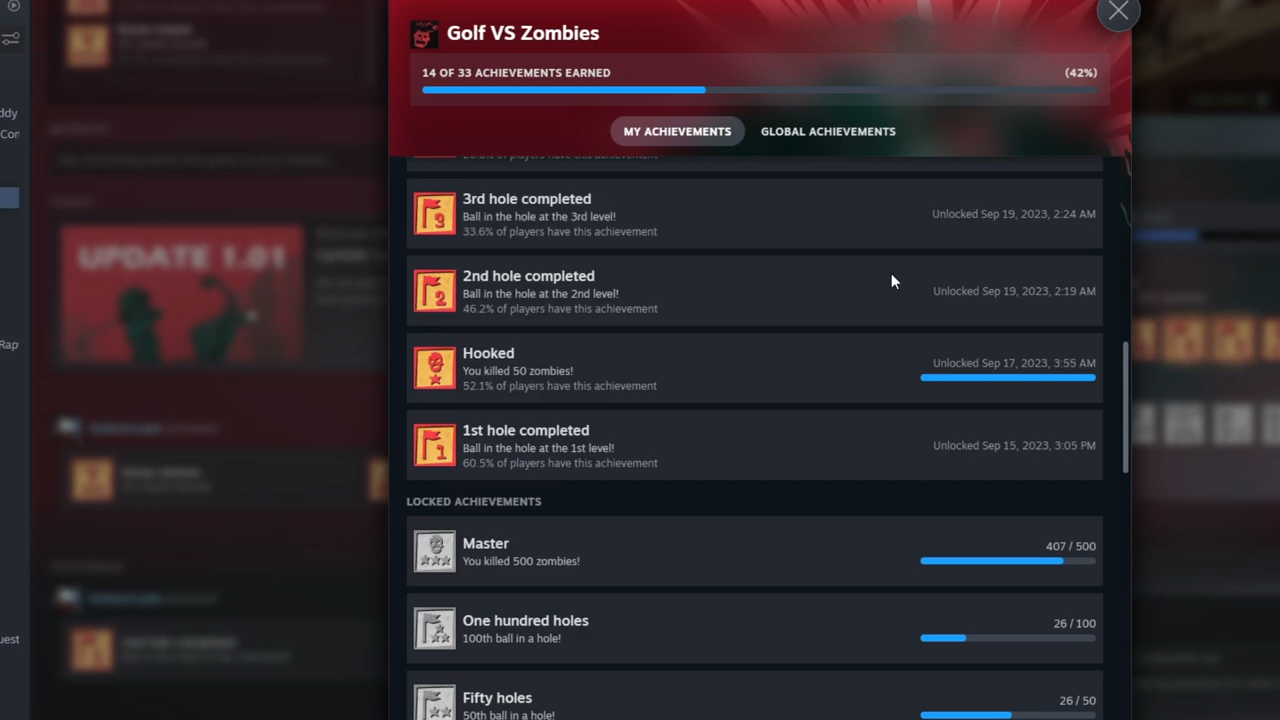 Golf VS Zombies
14 OF 33 ACHIEVEMENTS EARNED
(42%)
MY ACHIEVEMENTS
GLOBAL ACHIEVEMENTS
3rd hole completed
Ball in the hole at the 3rd level!
33.6% of players have this achievement
Unlocked Sep 19, 2023, 2:24 AM
2nd hole completed
Ball in the hole at the 2nd level!
46.2% of players have this achievement
Unlocked Sep 19, 2023, 2:19 AM
Hooked
You killed 50 zombies!
52.1% of players have this achievement
Unlocked Sep 17, 2023, 3:55 AM
1st hole completed
Ball in the hole at the 1st level!
60.5% of players have this achievement
Unlocked Sep 15, 2023, 3:05 PM
LOCKED ACHIEVEMENTS
Master
You killed 500 zombies!
407 / 500
One hundred holes
100th ball in a hole!
26 / 100
Fifty holes
50th ball in a hole!
26 / 50
UPDATE 1.01
ddy
Con
Rap
uest